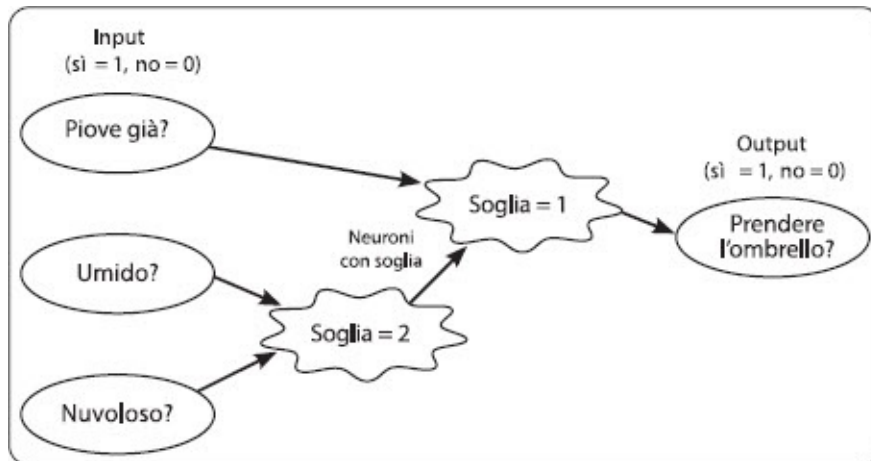 Input
(sì = 1, no = 0)
Piove già?
Output
(sì = 1, no = 0)
Soglia = 1
Prendere
l'ombrello?
Neuroni
con soglia
Umido?
Soglia = 2
Nuvoloso?